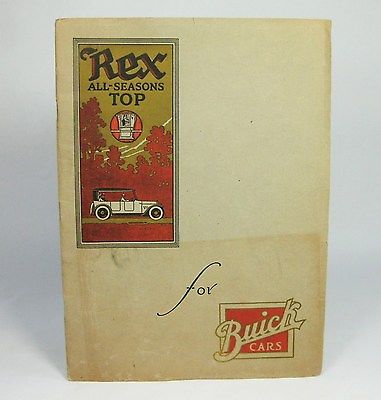 Rex
ALL-SEASONS
TOP
for
Buick
CARS